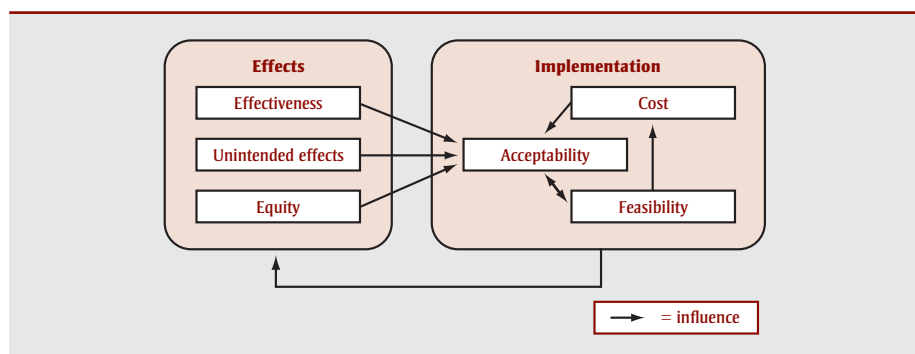 Effects
Effectiveness
Unintended effects
Equity
Implementation
Cost
Acceptability
Feasibility
= influence